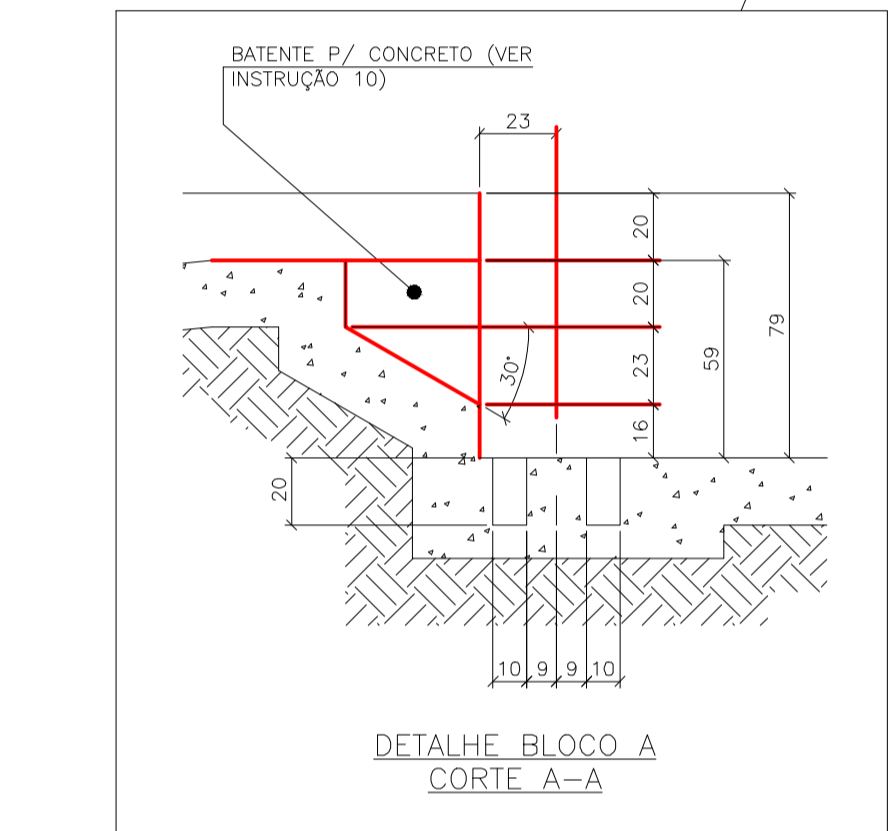 BATENTE P/ CONCRETO (VER
INSTRUÇÃO 10)
23
20
20
23
16
59
79
30°
20
10 9 9 10
DETALHE BLOCO A
CORTE A-A